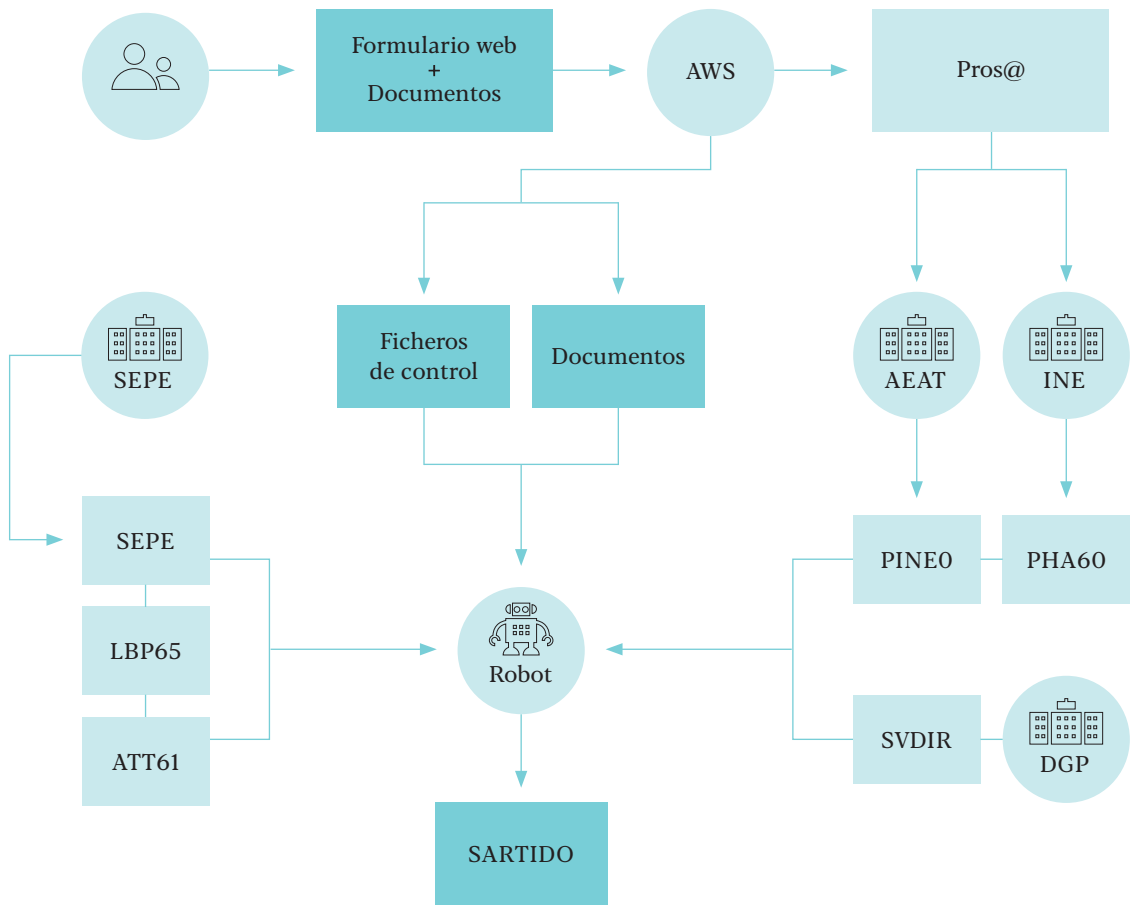 Formulario web
+
Documentos
AWS
Pros@
SEPE
Ficheros
de control
Documentos
AEAT
INE
SEPE
PINE0
PHA60
LBP65
Robot
ATT61
SVDIR
DGP
SARTIDO